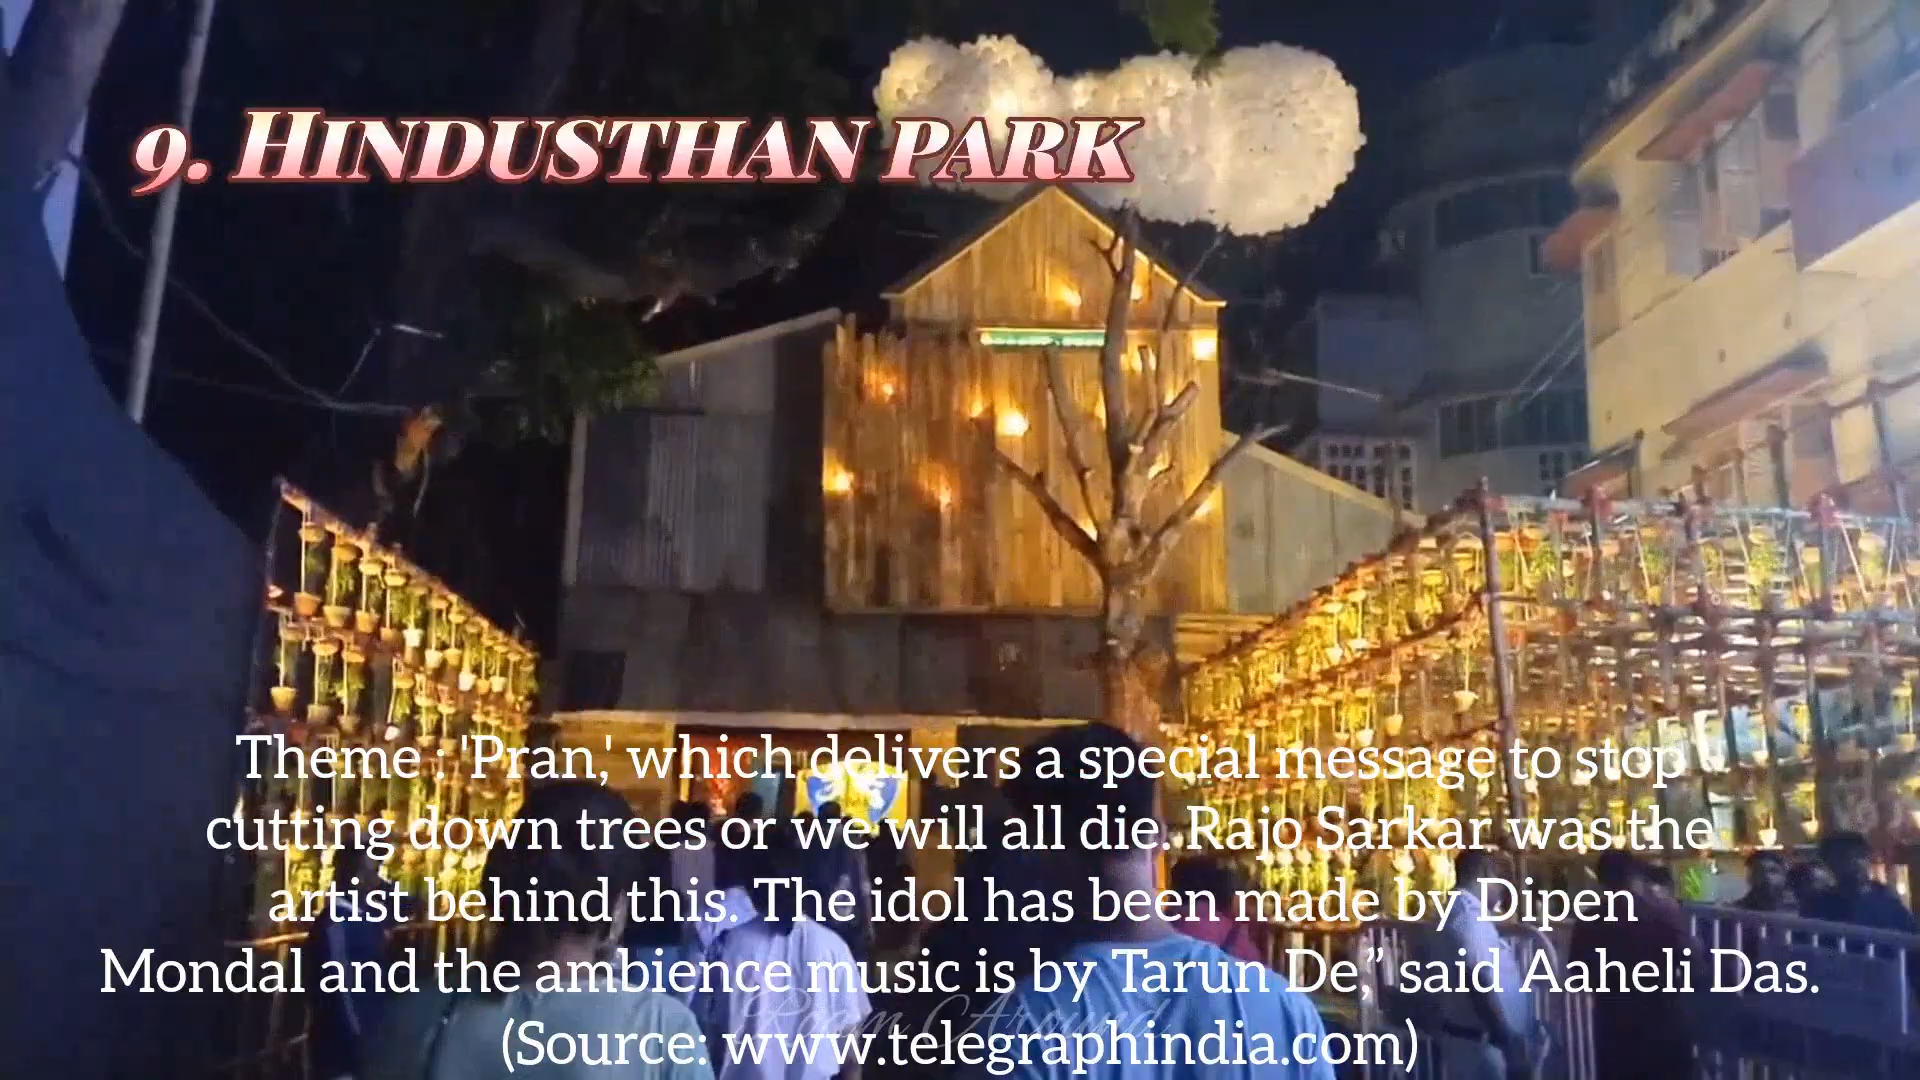 9. HINDUSTHAN PARK
Theme : 'Pran,' which delivers a special message to stop
cutting down trees or we will all die. Rajo Sarkar was the
artist behind this. The idol has been made by Dipen
Mondal and the ambience music is by Tarun De,” said Aaheli Das.
Roam Around
(Source: www.telegraphindia.com)